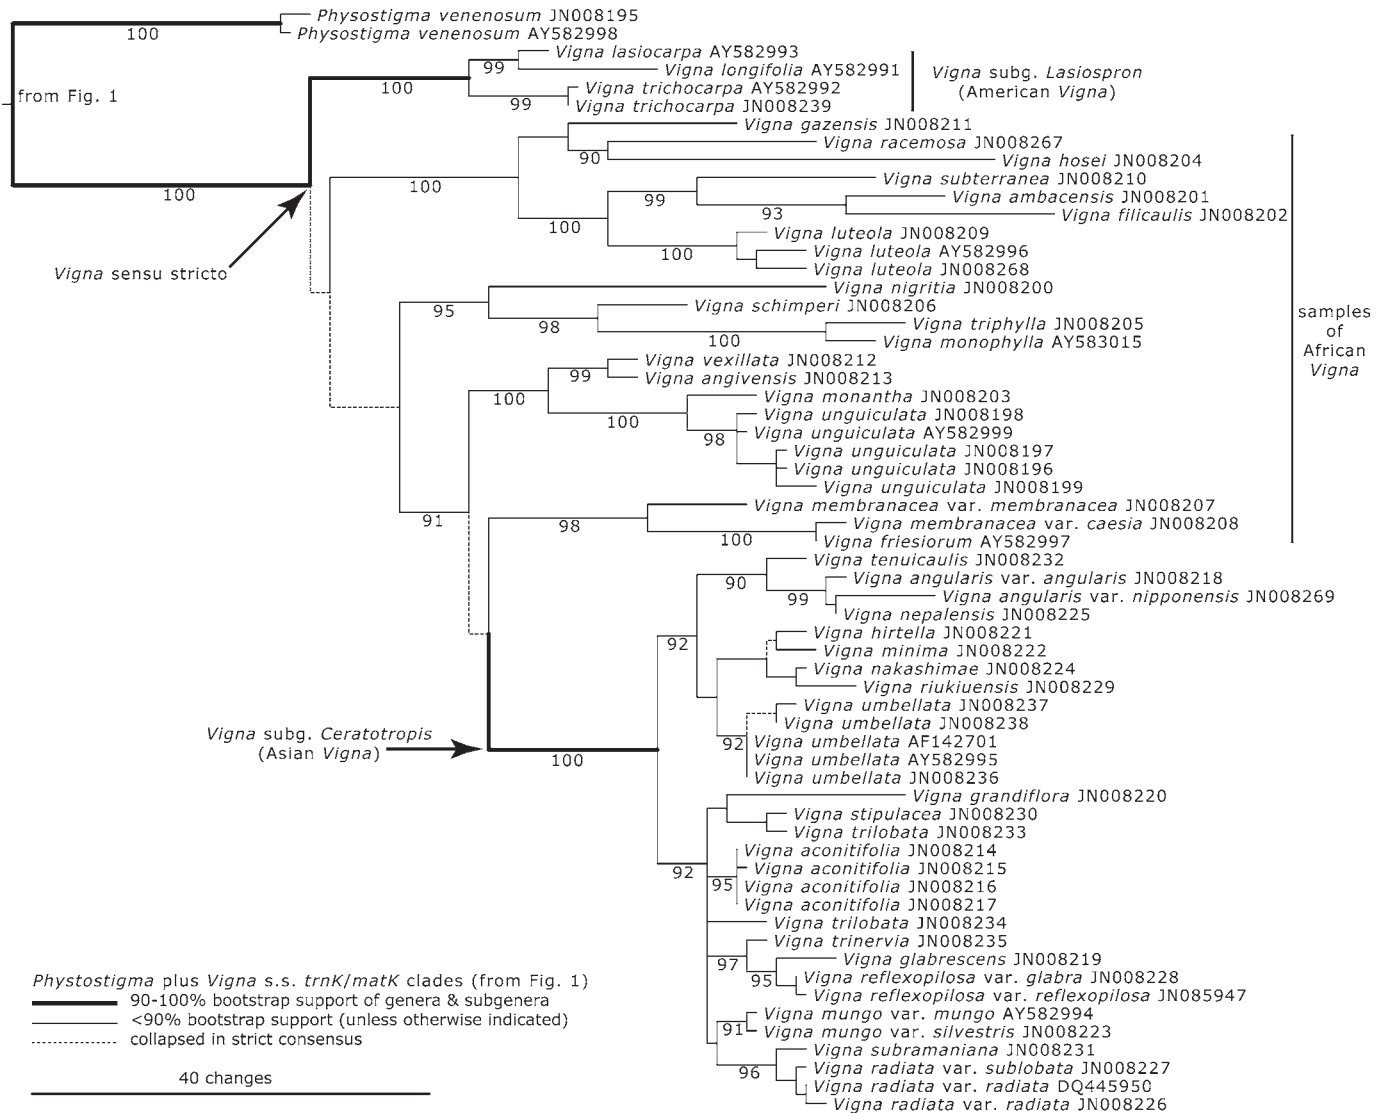 Physostigma venenosum JN008195
100
Physostigma venenosum AY582998
Vigna lasiocarpa AY582993
99
Vigna longifolia AY582991
Vigna subg. Lasiospron
(American Vigna)
100
Vigna trichocarpa AY582992
from Fig. 1
99
Vigna trichocarpa JN008239
Vigna gazensis JN008211
Vigna racemosa JN008267
90
Vigna hosei JN008204
100
100
Vigna subterranea JN008210
99
Vigna ambacensis JN008201
93
Vigna filicaulis JN008202
100
Vigna luteola JN008209
100
Vigna luteola AY582996
Vigna luteola JN008268
Vigna sensu stricto
Vigna nigritia JN008200
95
Vigna schimperi JN008206
98
Vigna triphylla JN008205
100
Vigna monophylla AY583015
samples
of
African
Vigna
Vigna vexillata JN008212
99
Vigna angivensis JN008213
100
Vigna monantha JN008203
100
Vigna unguiculata JN008198
98
Vigna unguiculata AY582999
Vigna unguiculata JN008197
Vigna unguiculata JN008196
Vigna unguiculata JN008199
91
Vigna membranacea var. membranacea JN008207
98
Vigna membranacea var. caesia JN008208
100
Vigna friesiorum AY582997
Vigna tenuicaulis JN008232
90
Vigna angularis var. angularis JN008218
99
Vigna angularis var. nipponensis JN008269
Vigna nepalensis JN008225
92
Vigna hirtella JN008221
Vigna minima JN008222
Vigna nakashimae JN008224
Vigna riukiuensis JN008229
Vigna umbellata JN008237
Vigna umbellata JN008238
92
Vigna umbellata AF142701
Vigna umbellata AY582995
Vigna umbellata JN008236
Vigna subg. Ceratotropis
(Asian Vigna)
100
Vigna grandiflora JN008220
Vigna stipulacea JN008230
Vigna trilobata JN008233
92
Vigna aconitifolia JN008214
Vigna aconitifolia JN008215
95
Vigna aconitifolia JN008216
Vigna aconitifolia JN008217
Vigna trilobata JN008234
Vigna trinervia JN008235
97
Vigna glabrescens JN008219
95
Vigna reflexopilosa var. glabra JN008228
Vigna reflexopilosa var. reflexopilosa JN085947
Vigna mungo var. mungo AY582994
91
Vigna mungo var. silvestris JN008223
Vigna subramaniana JN008231
96
Vigna radiata var. sublobata JN008227
Vigna radiata var. radiata DQ445950
Vigna radiata var. radiata JN008226
Phystostigma plus Vigna s.s. trnK/matK clades (from Fig. 1)
90-100% bootstrap support of genera & subgenera
<90% bootstrap support (unless otherwise indicated)
collapsed in strict consensus
40 changes